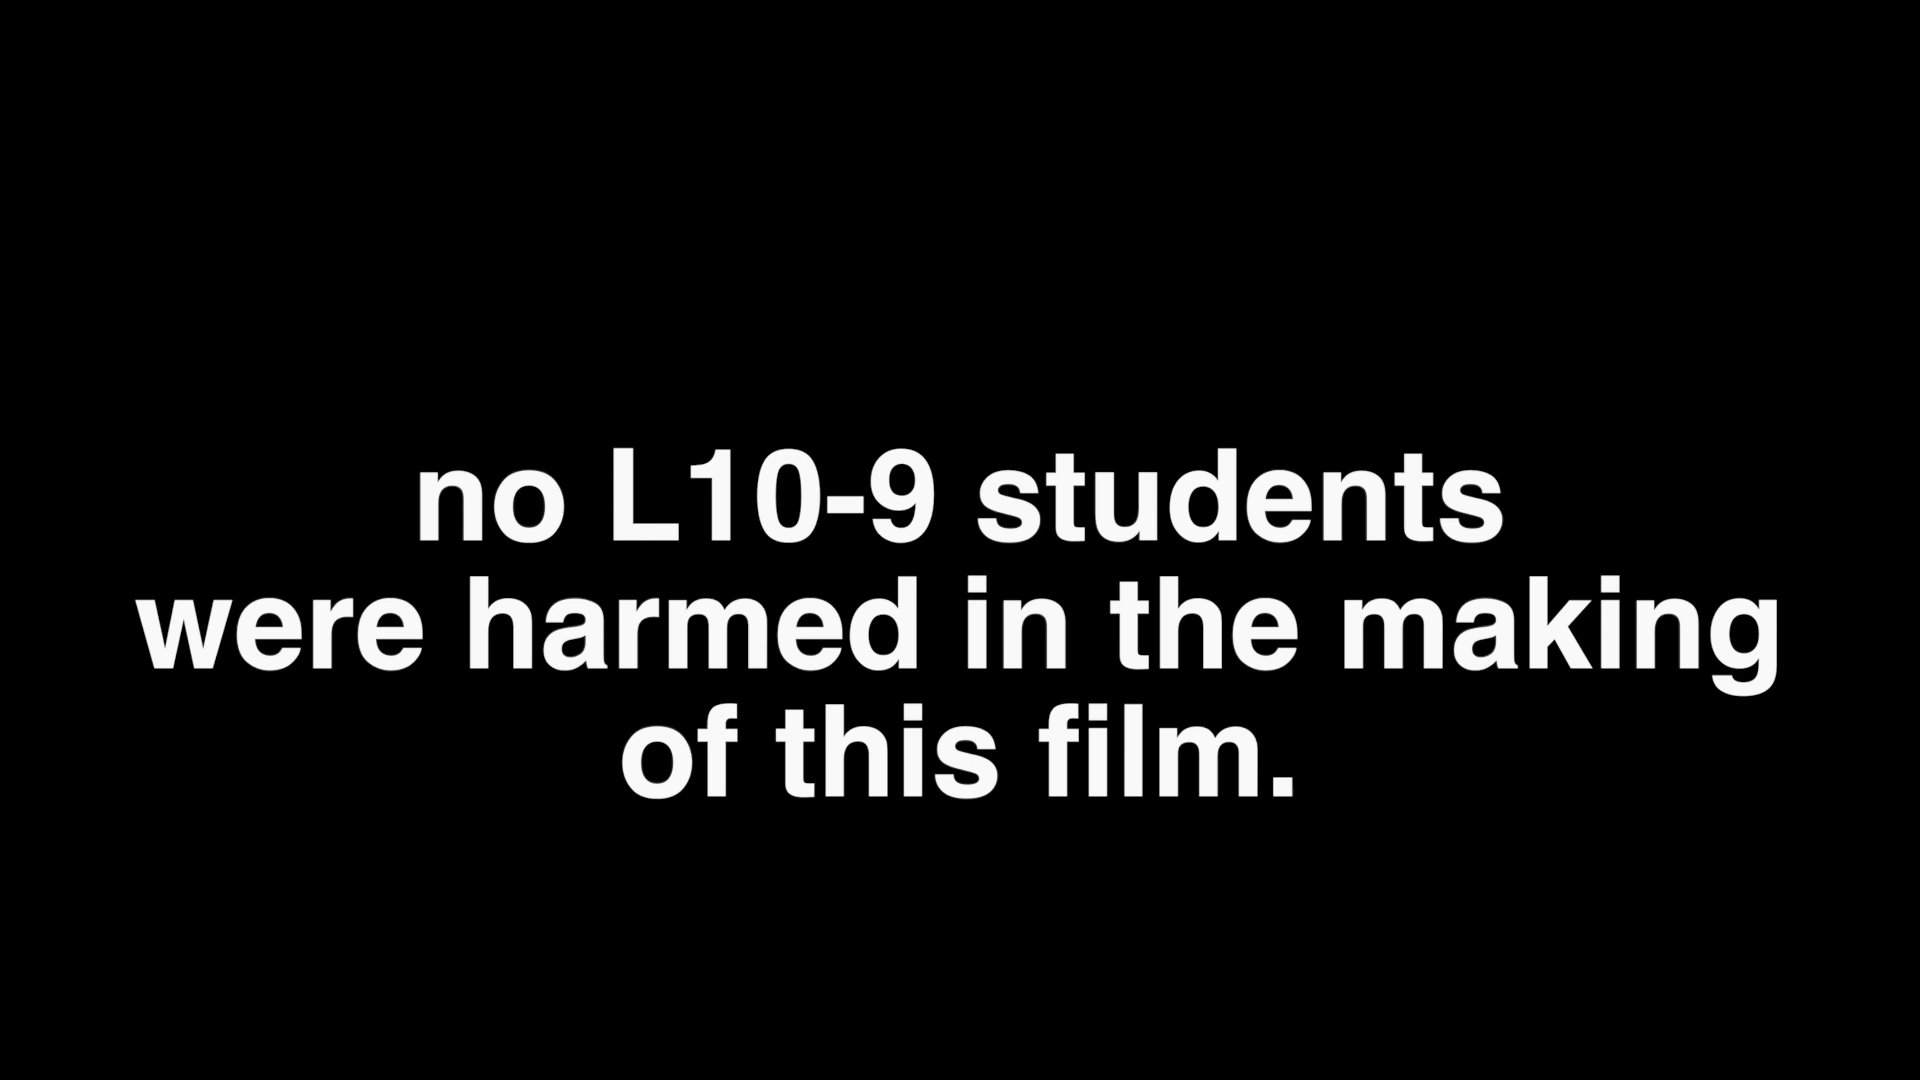 no L10-9 students
were harmed in the making
of this film.